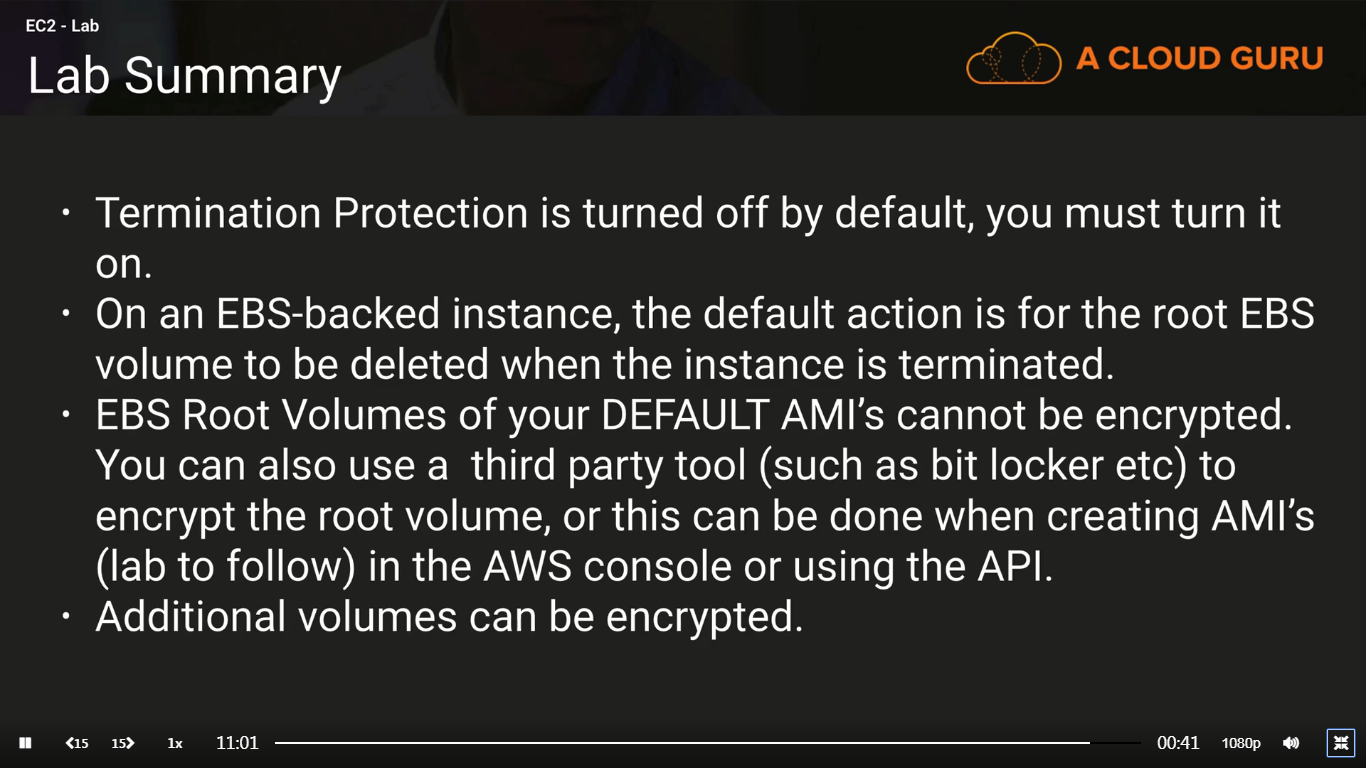 EC2 - Lab
Lab Summary
A CLOUD GURU
• Termination Protection is turned off by default, you must turn it
on.
• On an EBS-backed instance, the default action is for the root EBS
volume to be deleted when the instance is terminated.
• EBS Root Volumes of your DEFAULT AMI’s cannot be encrypted.
You can also use a  third party tool (such as bit locker etc) to
encrypt the root volume, or this can be done when creating AMI’s
(lab to follow) in the AWS console or using the API.
• Additional volumes can be encrypted.
15 15 1x 11:01 00:41 1080p